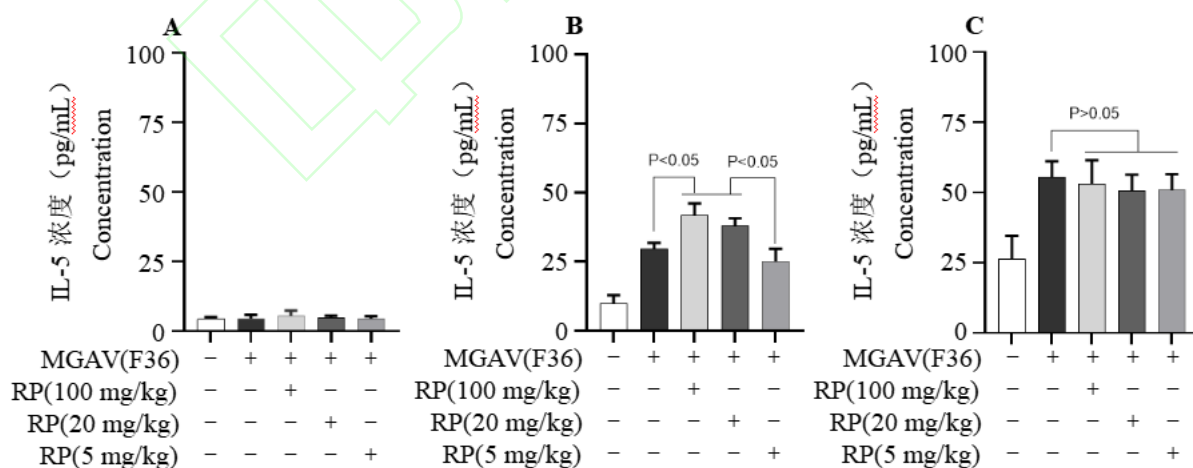 A
IL-5 浓度（pg/mL）
Concentration
100
75
50
25
0
MGAV(F36) − + + + +
RP(100 mg/kg) − − + − −
RP(20 mg/kg) − − − + −
RP(5 mg/kg) − − − − +
B
IL-5 浓度（pg/mL）
Concentration
100
75
50
25
0
P<0.05
P<0.05
MGAV(F36) − + + + +
RP(100 mg/kg) − − + − −
RP(20 mg/kg) − − − + −
RP(5 mg/kg) − − − − +
C
IL-5 浓度（pg/mL）
Concentration
100
75
50
25
0
P>0.05
MGAV(F36) − + + + +
RP(100 mg/kg) − − + − −
RP(20 mg/kg) − − − + −
RP(5 mg/kg) − − − − +